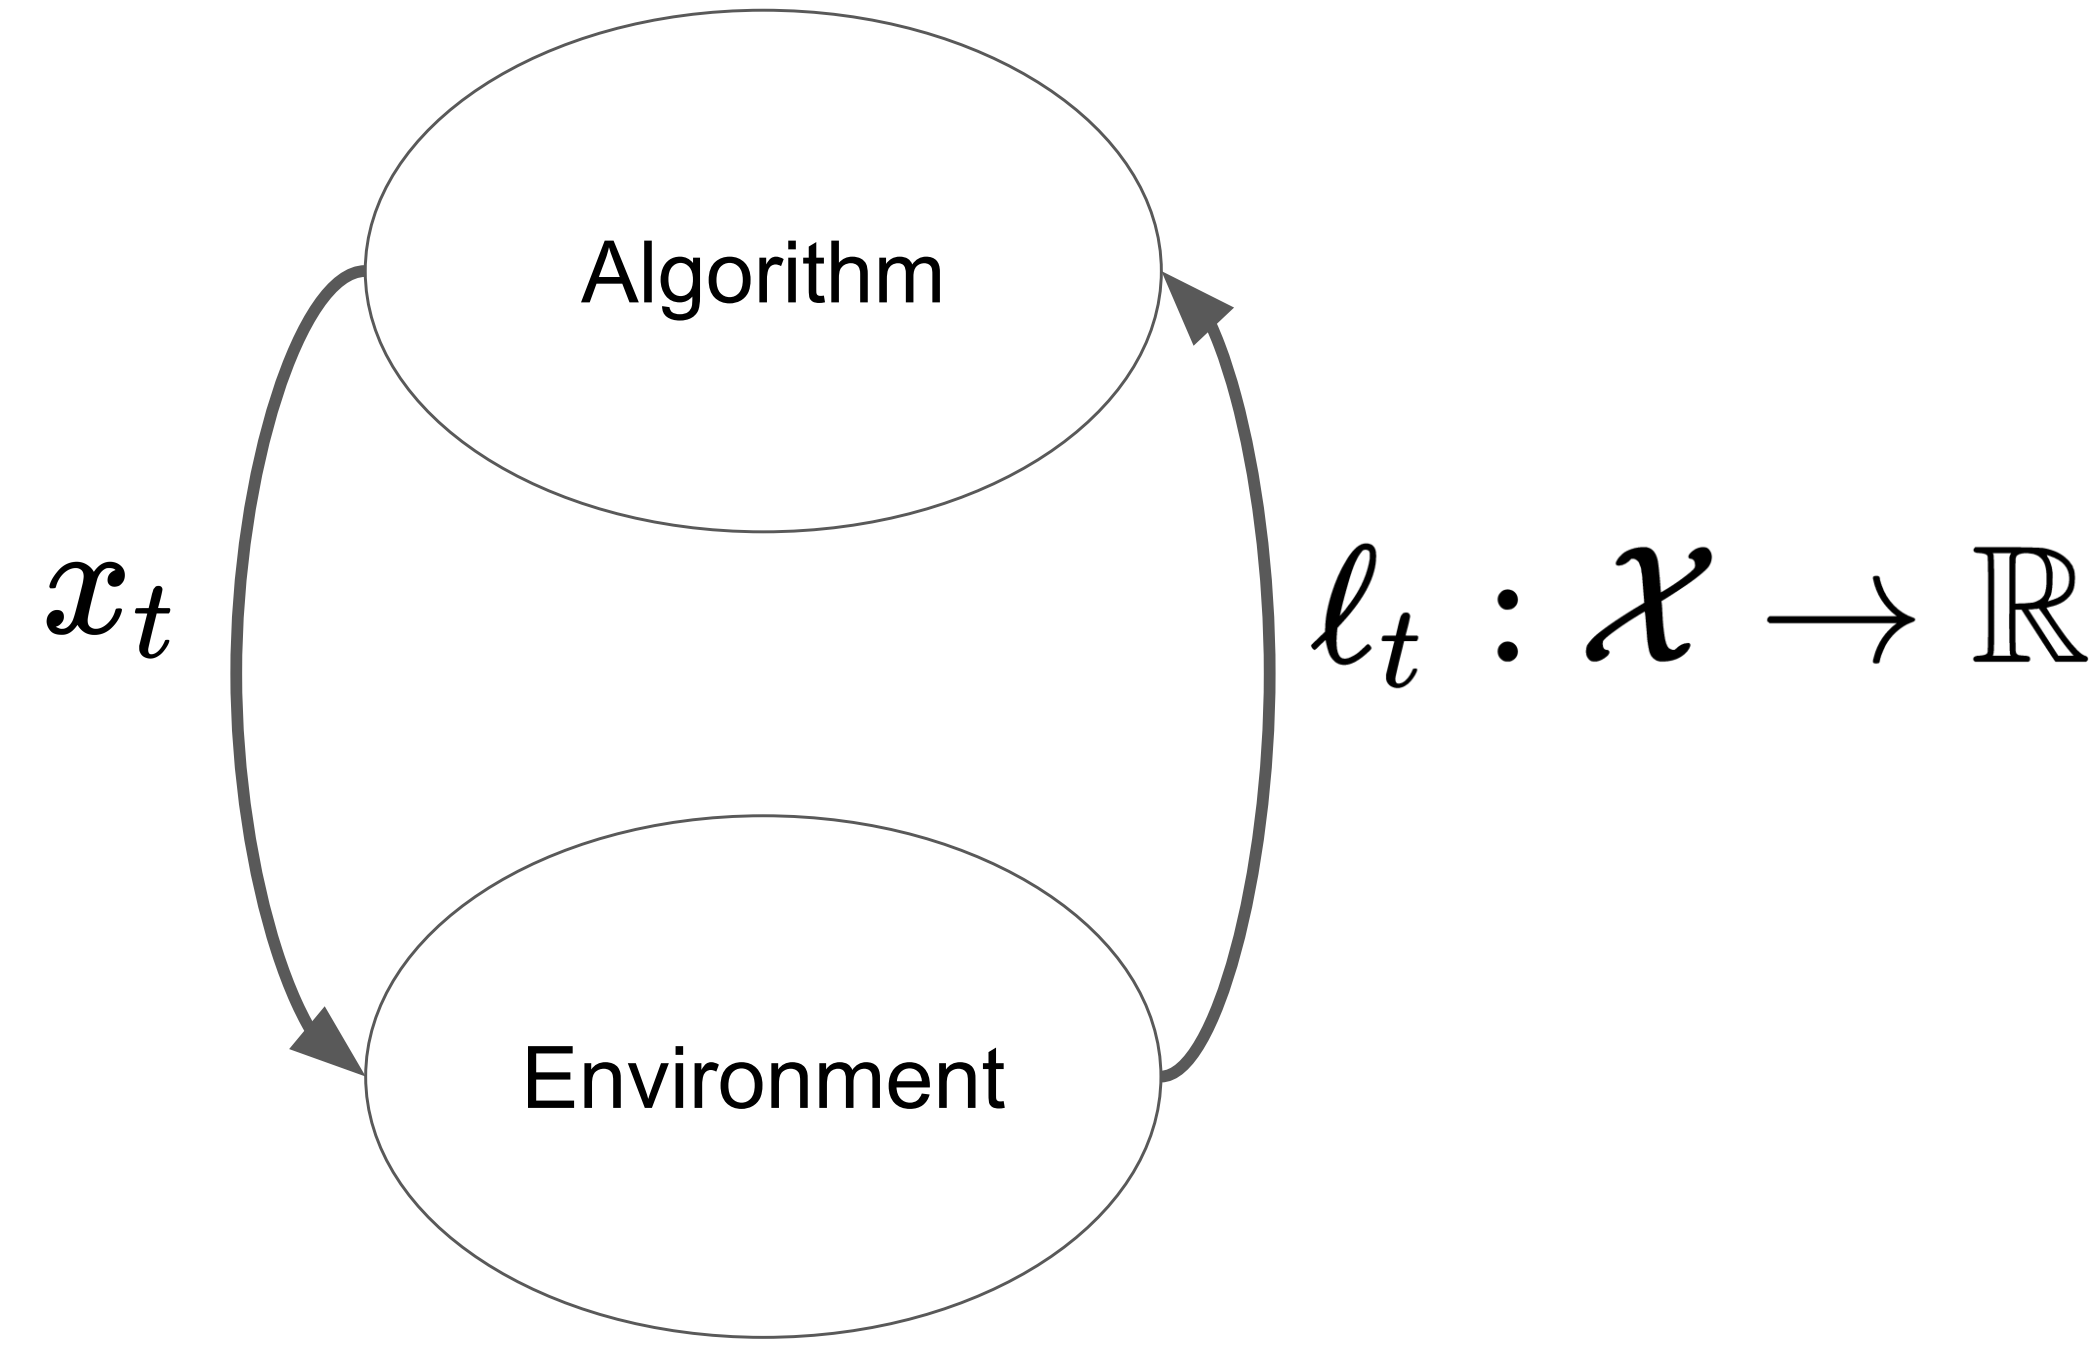 Algorithm
x_t
ℓ_t : 𝒳 → ℝ
Environment